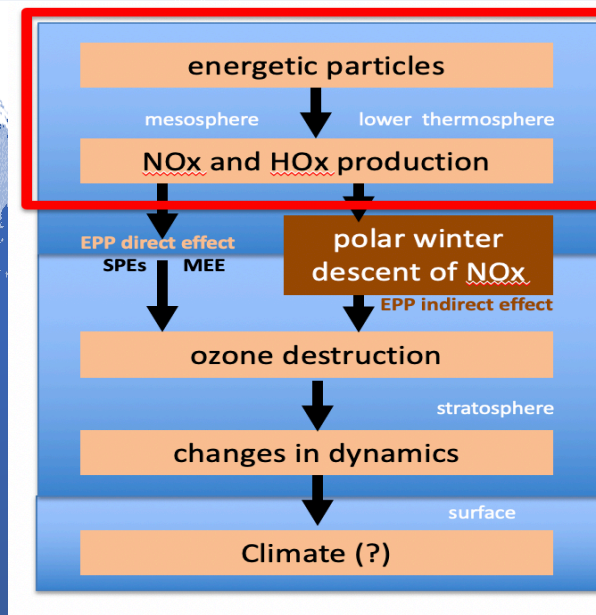 energetic particles
mesosphere
lower thermosphere
NOx and HOx production
EPP direct effect
SPEs MEE
polar winter
descent of NOx
EPP indirect effect
ozone destruction
stratosphere
changes in dynamics
surface
Climate (?)